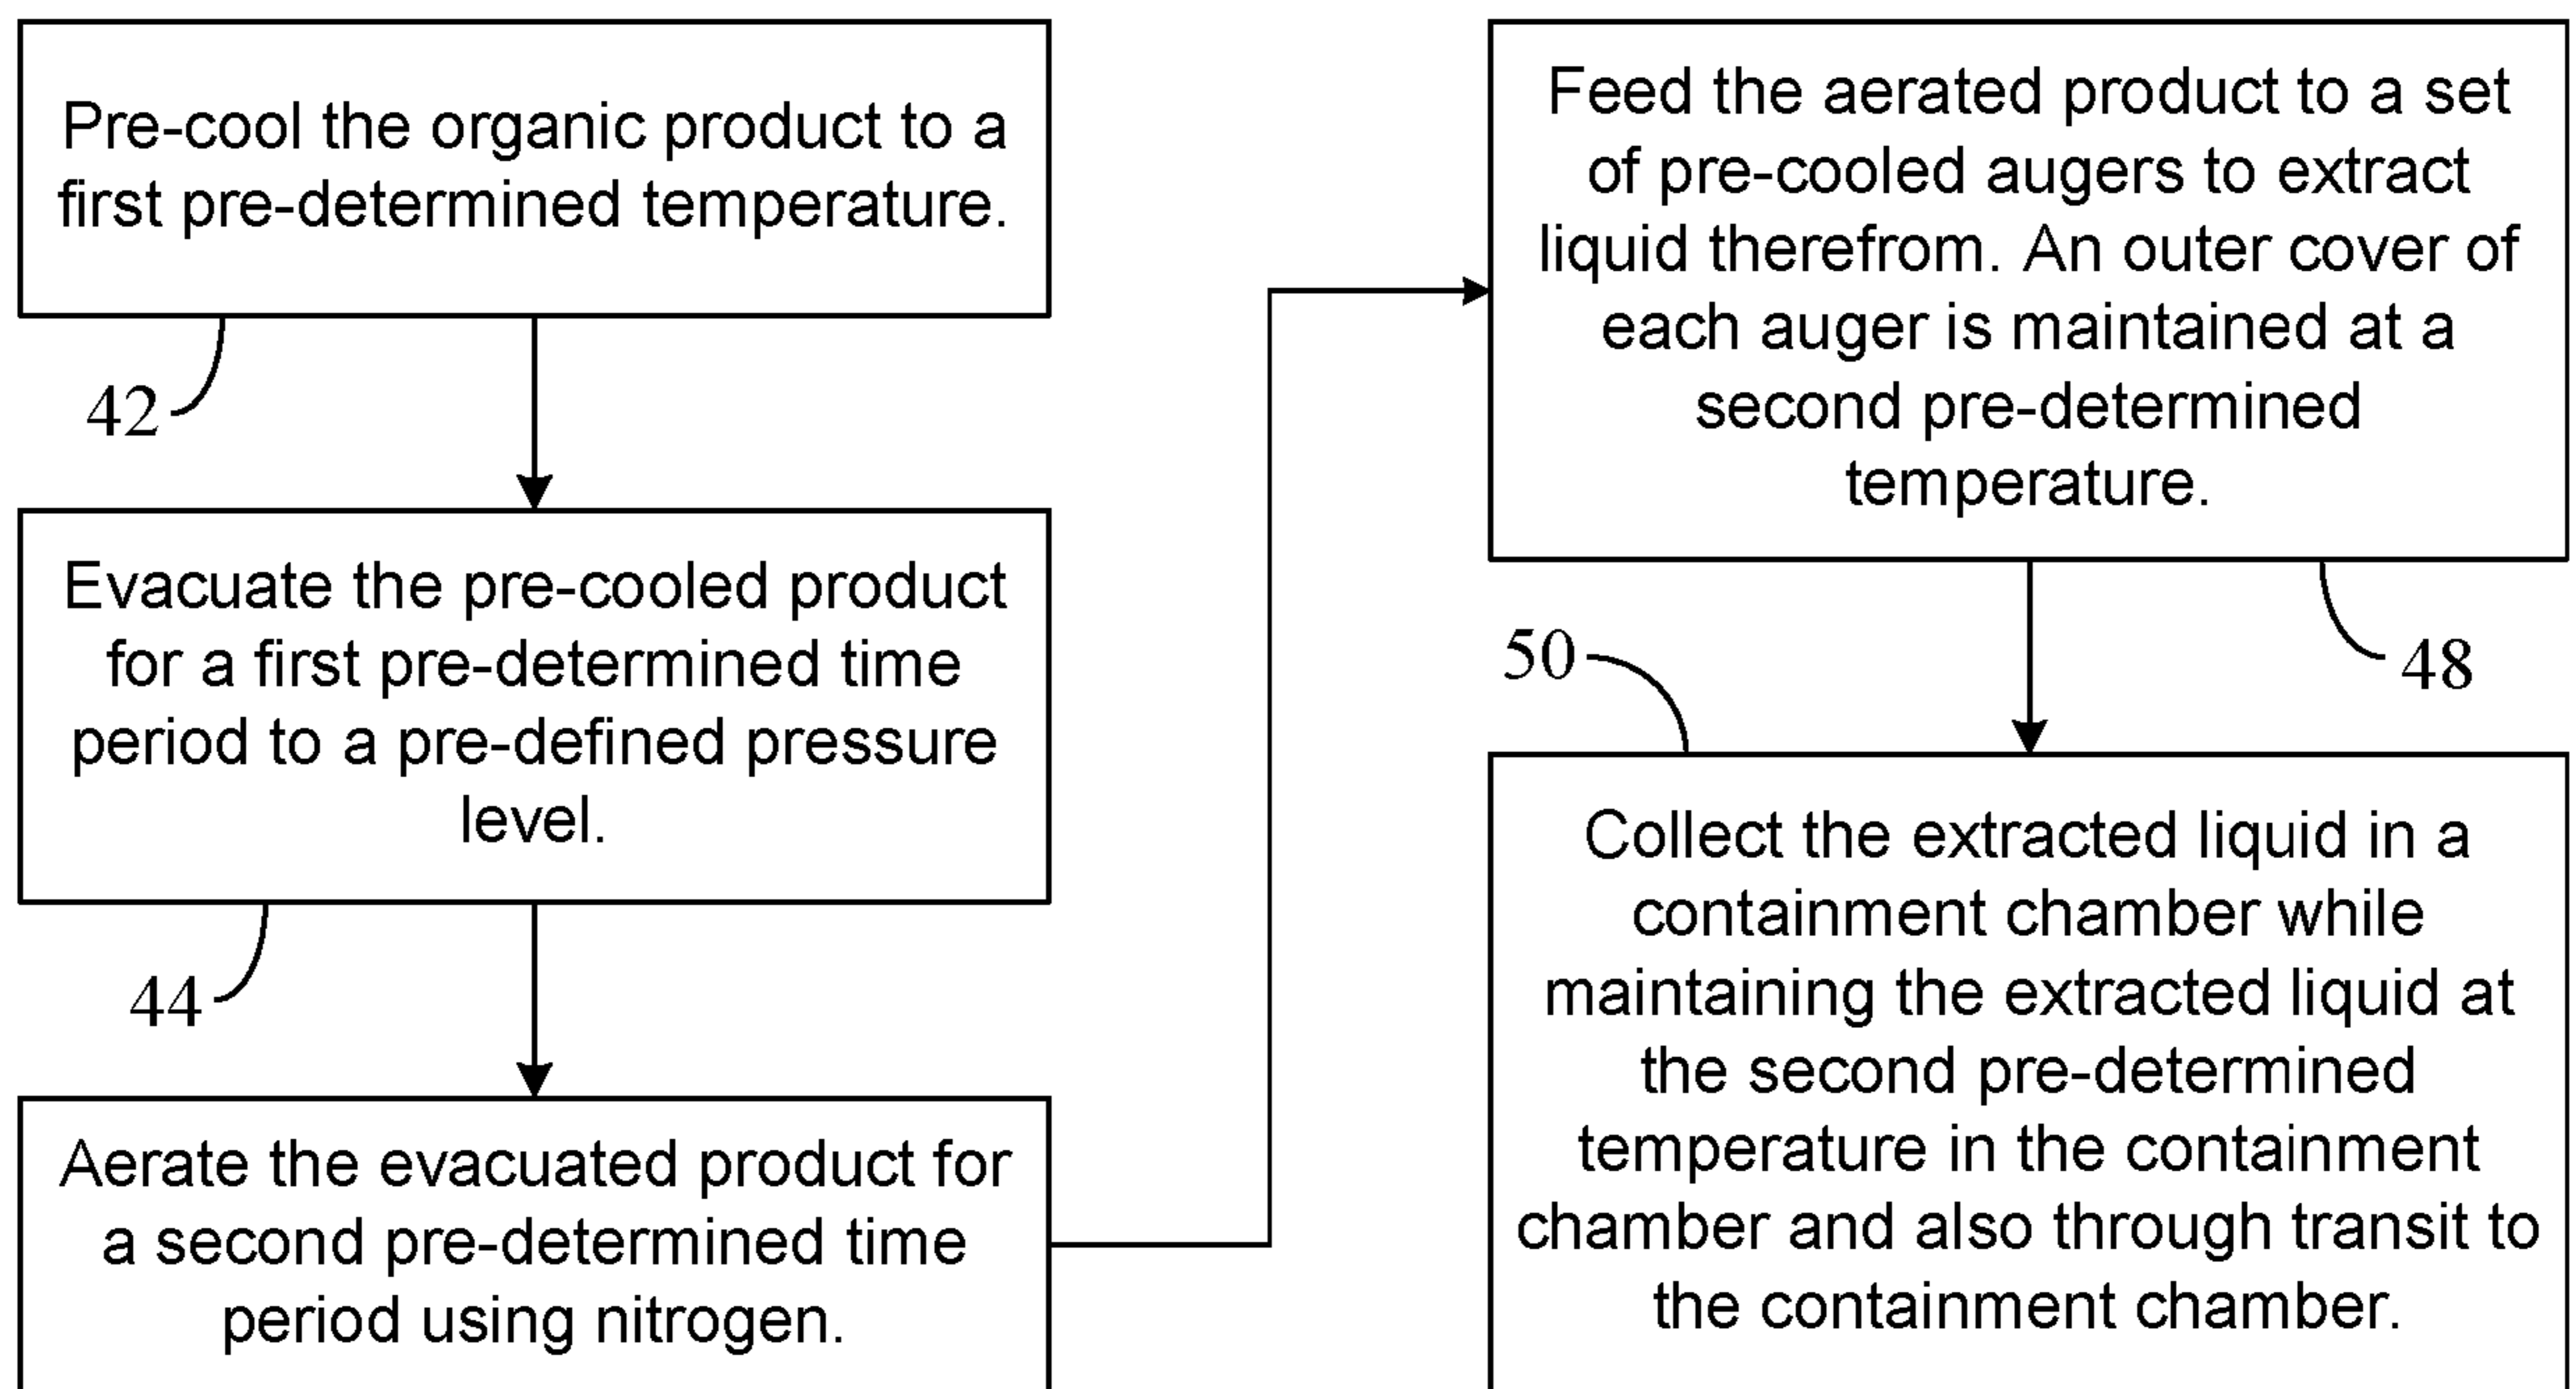 Pre-cool the organic product to a
first pre-determined temperature.
42
Evacuate the pre-cooled product
for a first pre-determined time
period to a pre-defined pressure
level.
44
Aerate the evacuated product for
a second pre-determined time
period using nitrogen.
Feed the aerated product to a set
of pre-cooled augers to extract
liquid therefrom. An outer cover of
each auger is maintained at a
second pre-determined
temperature.
48
50
Collect the extracted liquid in a
containment chamber while
maintaining the extracted liquid at
the second pre-determined
temperature in the containment
chamber and also through transit to
the containment chamber.